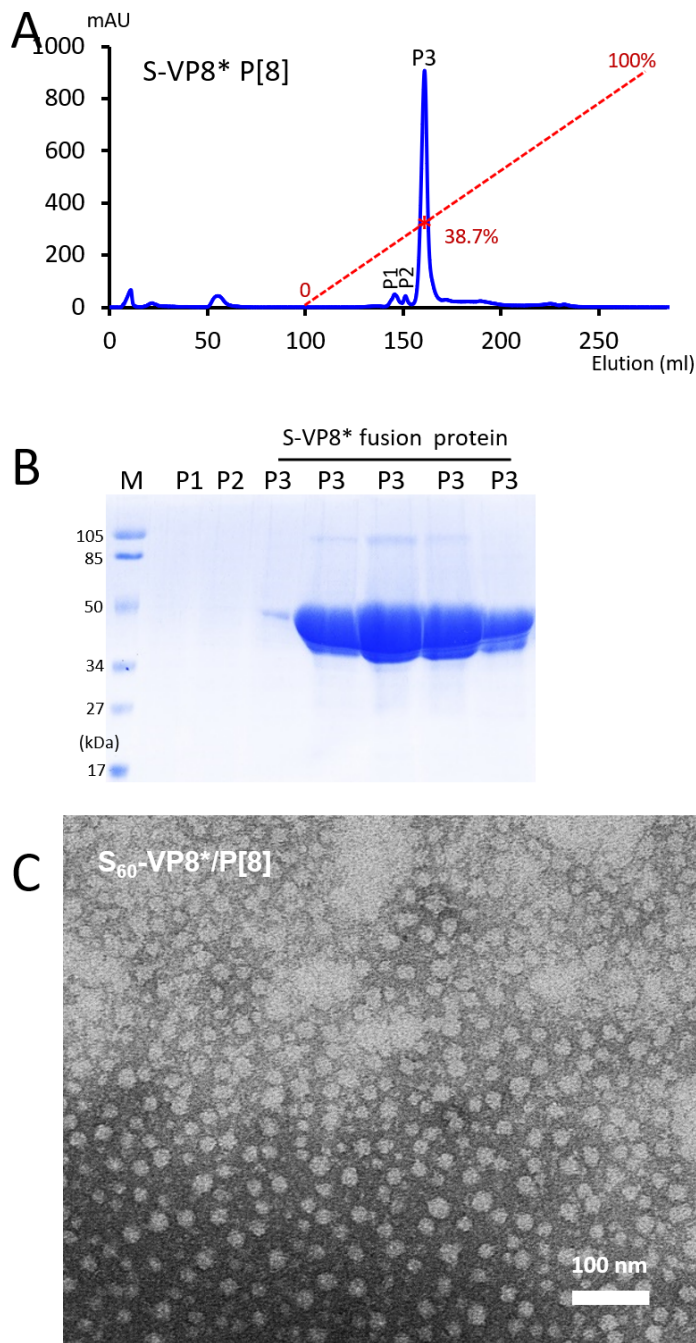 A
mAU
1000
800
600
400
200
0
S-VP8* P[8]
P3
100%
38.7%
0
P1
P2
0
50
100
150
200
250
Elution (ml)
B
S-VP8* fusion protein
M P1 P2 P3 P3 P3 P3 P3
105
85
50
34
27
(kDa)
17
C
S60-VP8*/P[8]
100 nm